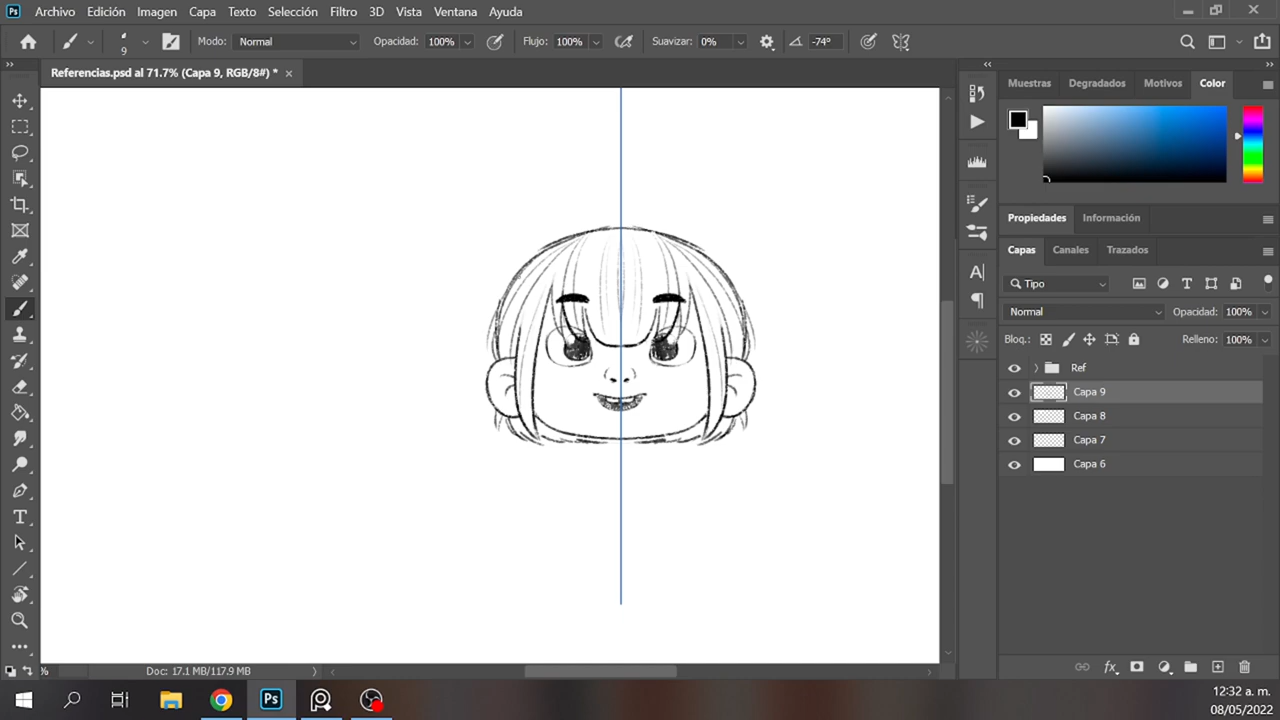 Ps Archivo Edición Imagen Capa Texto Selección Filtro 3D Vista Ventana Ayuda
9 Modo: Normal Opacidad: 100% Flujo: 100% Suavizar: 0% -74°
Referencias.psd al 71.7% (Capa 9, RGB/8#) * ×
Muestras Degradados Motivos Color
Propiedades Información
Capas Canales Trazados
Tipo
Normal Opacidad: 100%
Bloq.: Relleno: 100%
Ref
Capa 9
Capa 8
Capa 7
Capa 6
% Doc: 17.1 MB/117.9 MB
Ps
12:32 a. m.
08/05/2022